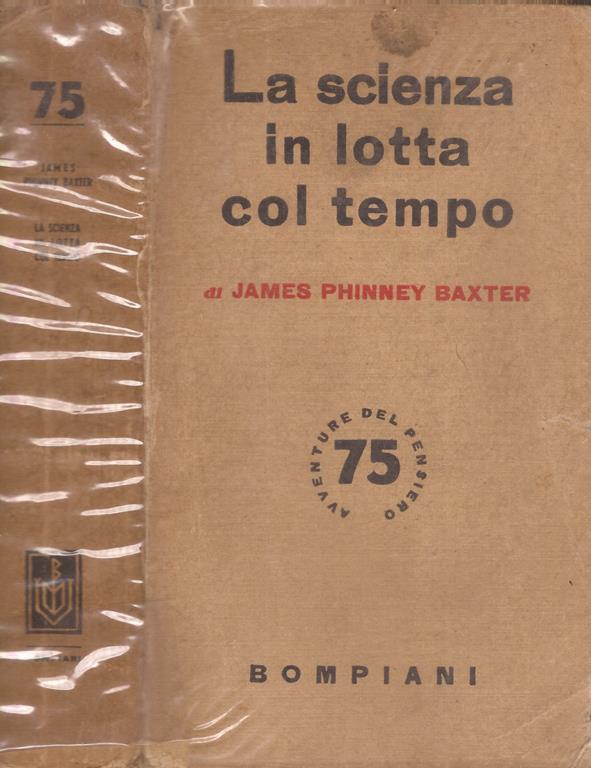 75
JAMES
PHINNEY BAXTER
LA SCIENZA
IN LOTTA
COL TEMPO
B
La scienza
in lotta
col tempo
di JAMES PHINNEY BAXTER
AVVENTURE DEL PENSIERO
75
BOMPIANI